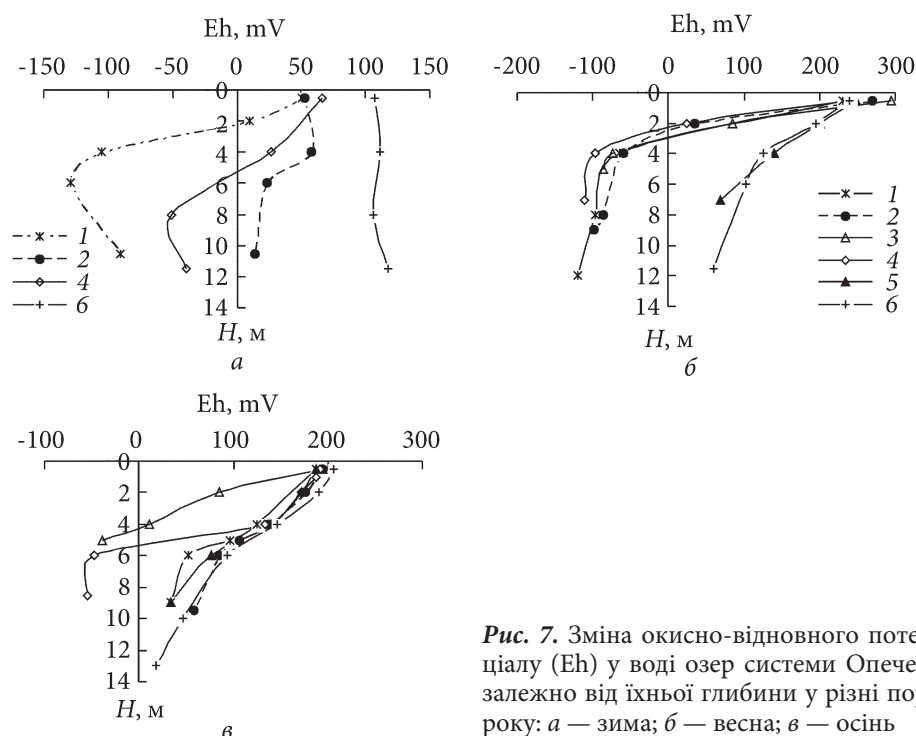 Eh, mV
-150 -100 -50 0 50 100 150
0
2
4
6
8
10
12
14
1
2
4
6
H, м
а
Eh, mV
-200 -100 0 100 200 300
0
2
4
6
8
10
12
14
1
2
3
4
5
6
H, м
б
Eh, mV
-100 0 100 200 300
0
2
4
6
8
10
12
14
H, м
в
Рис. 7. Зміна окисно-відновного поте
ціалу (Eh) у воді озер системи Опече
залежно від їхньої глибини у різні по
року: а — зима; б — весна; в — осінь